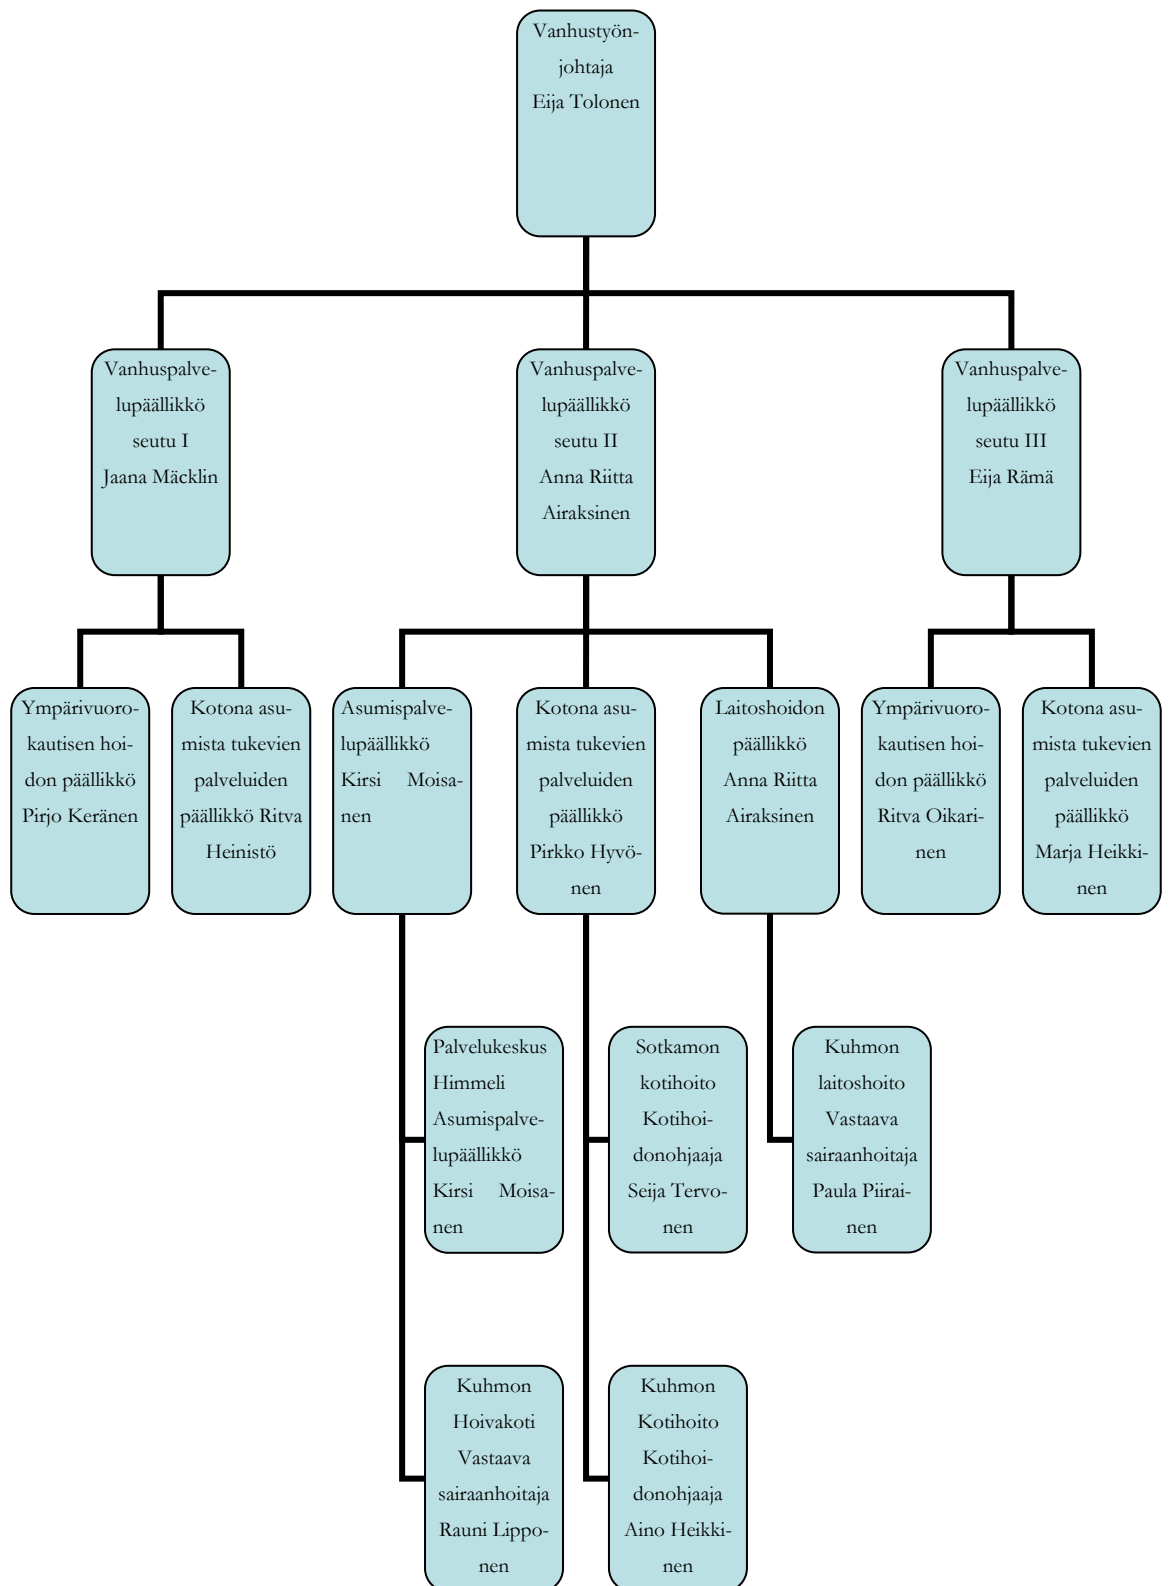 Vanhustyön-
johtaja
Eija Tolonen
Vanhuspalve-
lupäällikkö
seutu I
Jaana Mäcklin
Vanhuspalve-
lupäällikkö
seutu II
Anna Riitta
Airaksinen
Vanhuspalve-
lupäällikkö
seutu III
Eija Rämä
Ympärivuoro-
kautisen hoi-
don päällikkö
Pirjo Keränen
Kotona asu-
mista tukevien
palveluiden
päällikkö Ritva
Heinistö
Asumispalve-
lupäällikkö
Kirsi Moisa-
nen
Kotona asu-
mista tukevien
palveluiden
päällikkö
Pirkko Hyvö-
nen
Laitoshoidon
päällikkö
Anna Riitta
Airaksinen
Ympärivuoro-
kautisen hoi-
don päällikkö
Ritva Oikari-
nen
Kotona asu-
mista tukevien
palveluiden
päällikkö
Marja Heikki-
nen
Palvelukeskus
Himmeli
Asumispalve-
lupäällikkö
Kirsi Moisa-
nen
Sotkamon
kotihoito
Kotihoi-
donohjaaja
Seija Tervo-
nen
Kuhmon
laitoshoito
Vastaava
sairaanhoitaja
Paula Piirai-
nen
Kuhmon
Hoivakoti
Vastaava
sairaanhoitaja
Rauni Lippo-
nen
Kuhmon
Kotihoito
Kotihoi-
donohjaaja
Aino Heikki-
nen